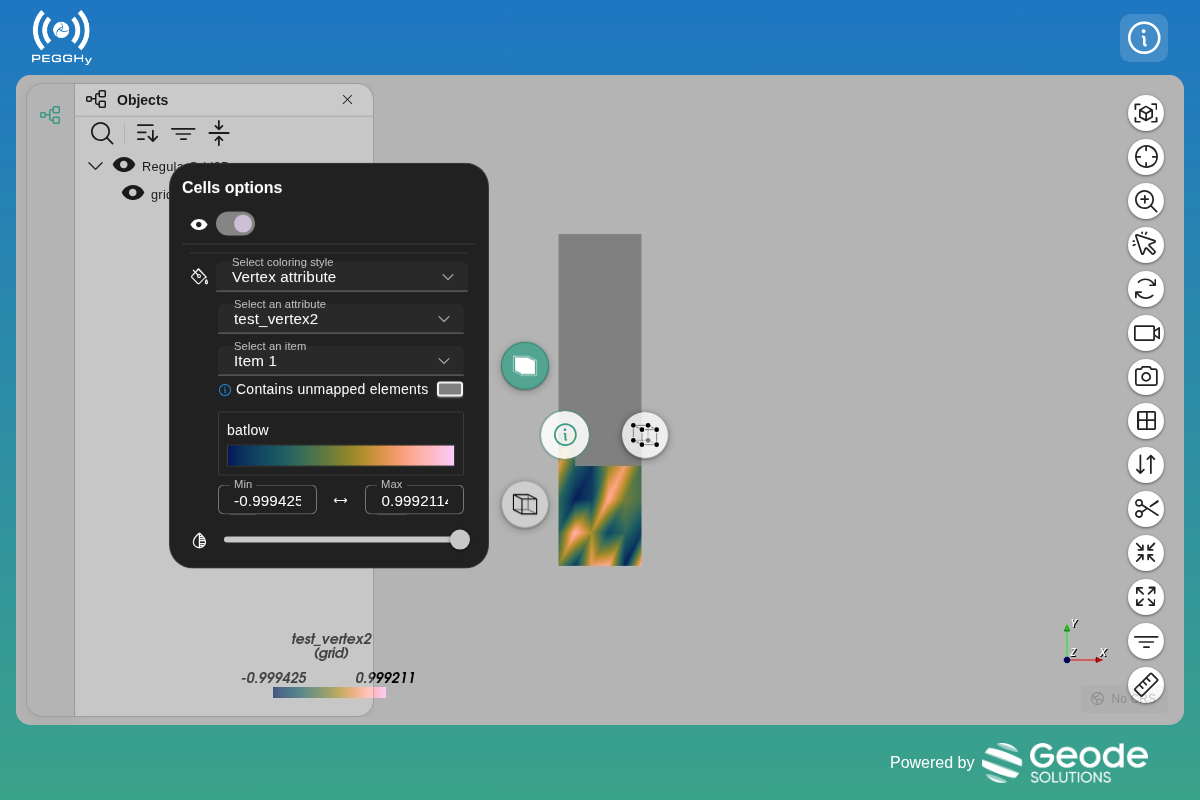 PEGGHy
Objects
Regula
grid
Cells options
Select coloring style
Vertex attribute
Select an attribute
test_vertex2
Select an item
Item 1
Contains unmapped elements
batlow
Min
-0.999425
Max
0.9992114
test_vertex2
(grid)
-0.999425
0.999211
Y
Z
X
No CRS
Powered by
Geode
SOLUTIONS